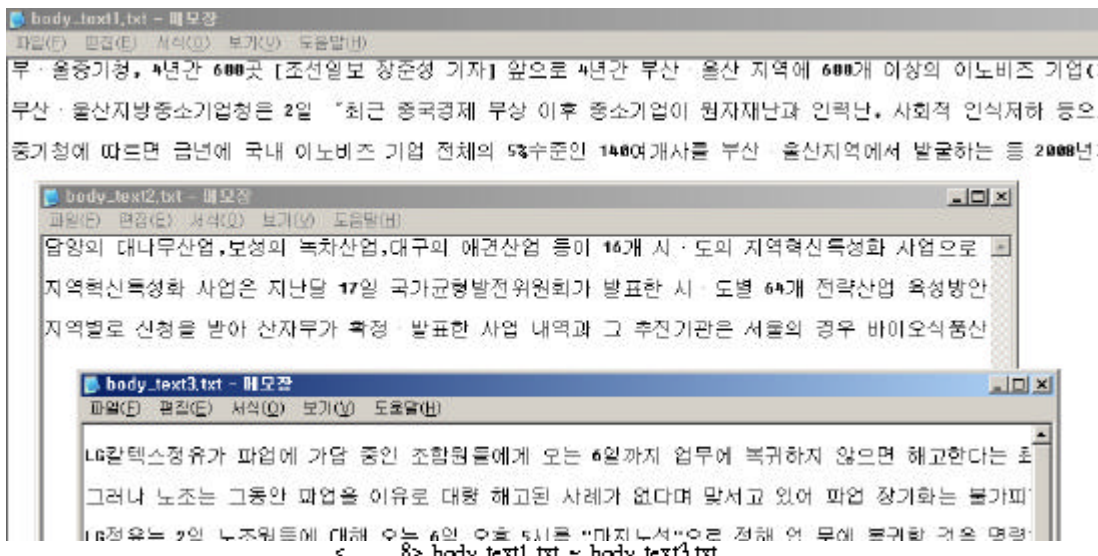 body_text1.txt - 메모장
파일(F) 편집(E) 서식(O) 보기(V) 도움말(H)
부·울중기청, 4년간 600곳 [조선일보 장준성 기자] 앞으로 4년간 부산·울산 지역에 600개 이상의 이노비즈 기업(
부산·울산지방중소기업청은 2일 "최근 중국경제 부상 이후 중소기업이 원자재난과 인력난, 사회적 인식저하 등으
중기청에 따르면 금년에 국내 이노비즈 기업 전체의 5%수준인 140여개사를 부산·울산지역에서 발굴하는 등 2008년
body_text2.txt - 메모장
파일(F) 편집(E) 서식(O) 보기(V) 도움말(H)
담양의 대나무산업,보성의 녹차산업,대구의 애견산업 등이 16개 시·도의 지역혁신특성화 사업으로
지역혁신특성화 사업은 지난달 17일 국가균형발전위원회가 발표한 시·도별 64개 전략산업 육성방안
지역별로 신청을 받아 산자무가 확정·발표한 사업 내역과 그 추진기관은 서울의 경우 바이오식품산
body_text3.txt - 메모장
파일(F) 편집(E) 서식(O) 보기(V) 도움말(H)
LG칼텍스정유가 파업에 가담 중인 조합원들에게 오는 6일까지 업무에 복귀하지 않으면 해고한다는 최
그러나 노조는 그동안 파업을 이유로 대량 해고된 사례가 없다며 맞서고 있어 파업 장기화는 불가피
LG정유는 2일 노조원들에 대해 오는 6일 오후 5시를 "마지노선"으로 정해 업 무에 복귀할 것을 명령
< 8> body_text1.txt ~ body_text3.txt